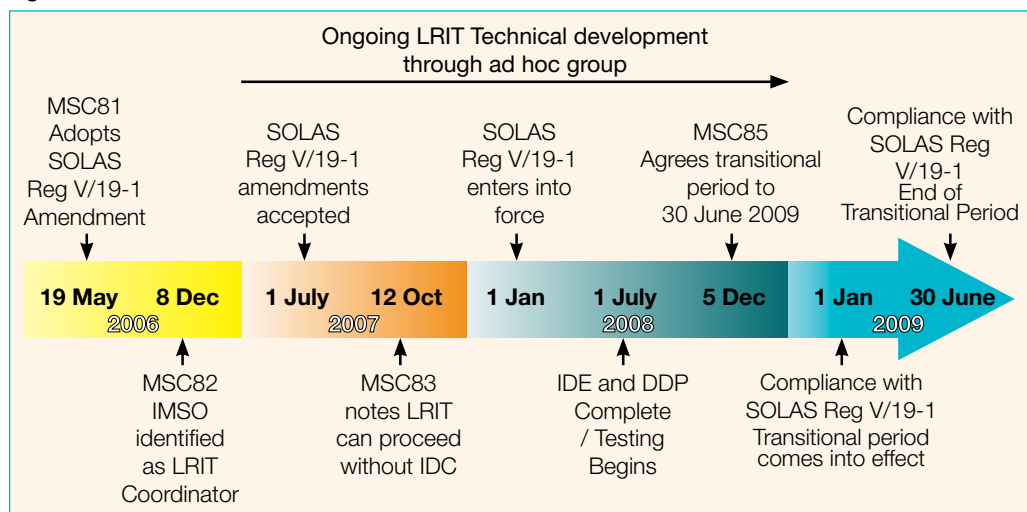 Ongoing LRIT Technical development
through ad hoc group
MSC81
Adopts
SOLAS
Reg V/19-1
Amendment
SOLAS
Reg V/19-1
amendments
accepted
SOLAS
Reg V/19-1
enters into
force
MSC85
Agrees transitional
period to
30 June 2009
Compliance with
SOLAS Reg
V/19-1
End of
Transitional Period
19 May 8 Dec 1 July 12 Oct 1 Jan 1 July 5 Dec 1 Jan 30 June
2006 2007 2008 2009
MSC82
IMSO
identified
as LRIT
Coordinator
MSC83
notes LRIT
can proceed
without IDC
IDE and DDP
Complete
/ Testing
Begins
Compliance with
SOLAS Reg V/19-1
Transitional period
comes into effect